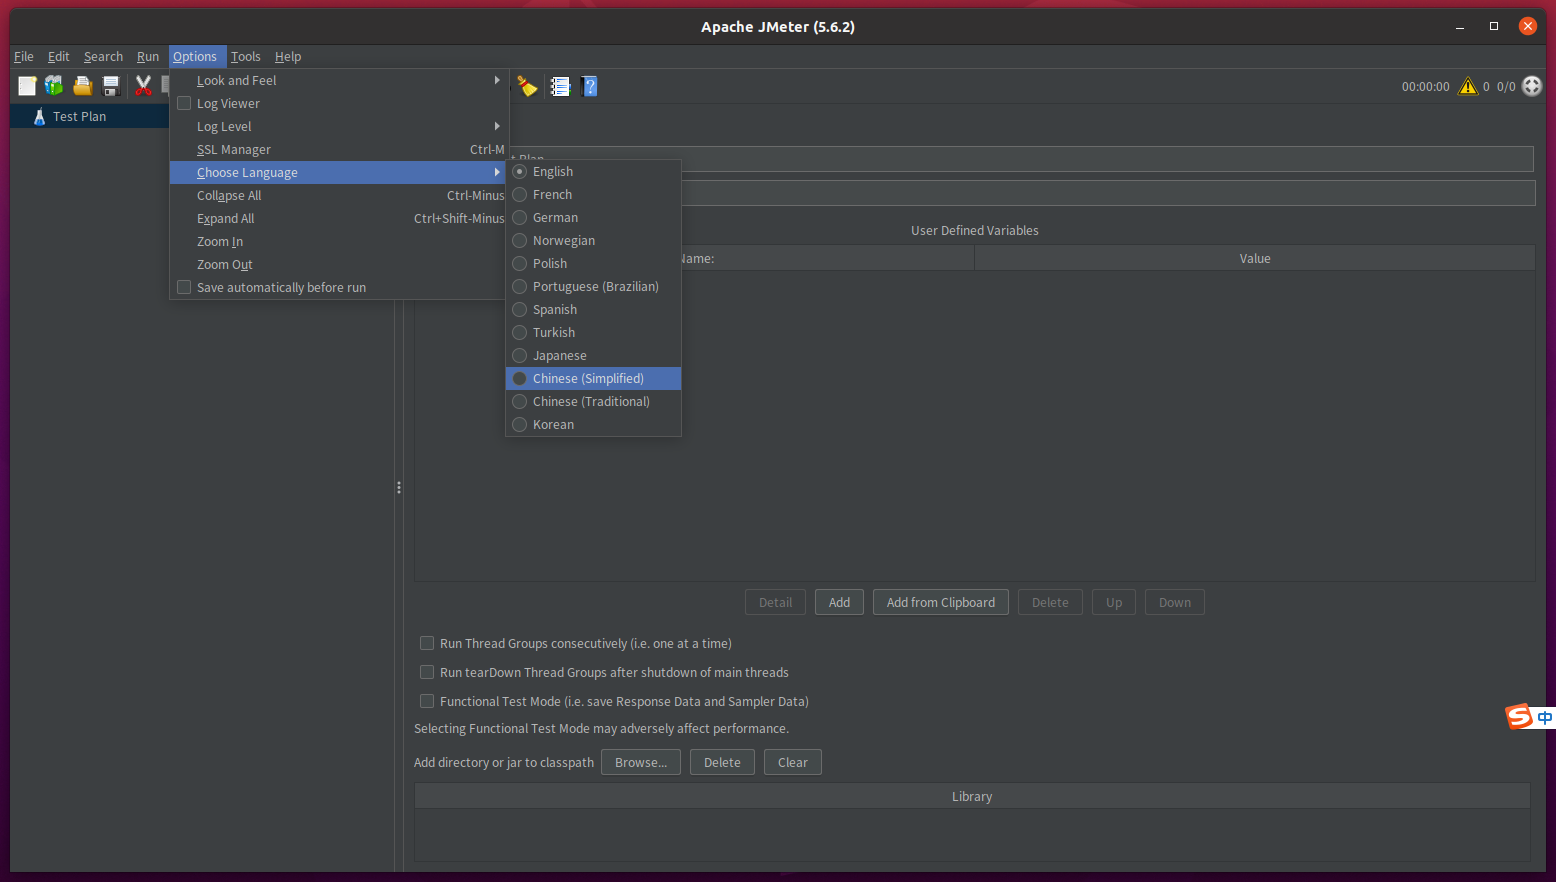 Apache JMeter (5.6.2)
File Edit Search Run Options Tools Help
00:00:00 0 0/0
Test Plan
Look and Feel
Log Viewer
Log Level
SSL Manager Ctrl-M
Choose Language
Collapse All Ctrl-Minus
Expand All Ctrl+Shift-Minus
Zoom In
Zoom Out
Save automatically before run
English
French
German
Norwegian
Polish
Portuguese (Brazilian)
Spanish
Turkish
Japanese
Chinese (Simplified)
Chinese (Traditional)
Korean
t Plan
User Defined Variables
Name: Value
Detail Add Add from Clipboard Delete Up Down
Run Thread Groups consecutively (i.e. one at a time)
Run tearDown Thread Groups after shutdown of main threads
Functional Test Mode (i.e. save Response Data and Sampler Data)
Selecting Functional Test Mode may adversely affect performance.
中
Add directory or jar to classpath Browse... Delete Clear
Library